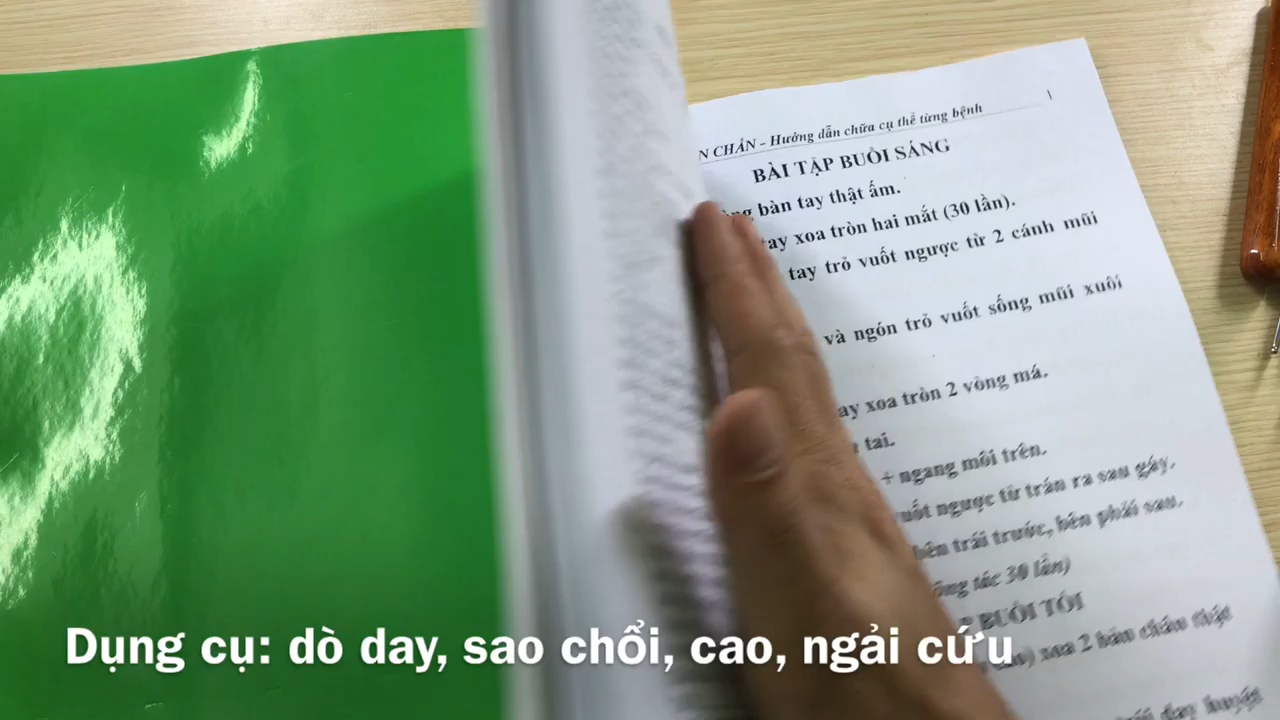 N CHẨN - Hướng dẫn chữa cụ thể từng bệnh
1
BÀI TẬP BUỔI SÁNG
bàn tay thật ấm.
tay xoa tròn hai mắt (30 lần).
tay trỏ vuốt ngược từ 2 cánh mũi
và ngón trỏ vuốt sống mũi xuôi
ay xoa tròn 2 vòng má.
tai.
+ ngang môi trên.
uốt ngược từ trán ra sau gáy.
bên trái trước, bên phải sau.
ộng tác 30 lần)
BUỔI TỐI
xoa 2 bàn chân thật
day huyệt
Dụng cụ: dò day, sao chổi, cao, ngải cứu